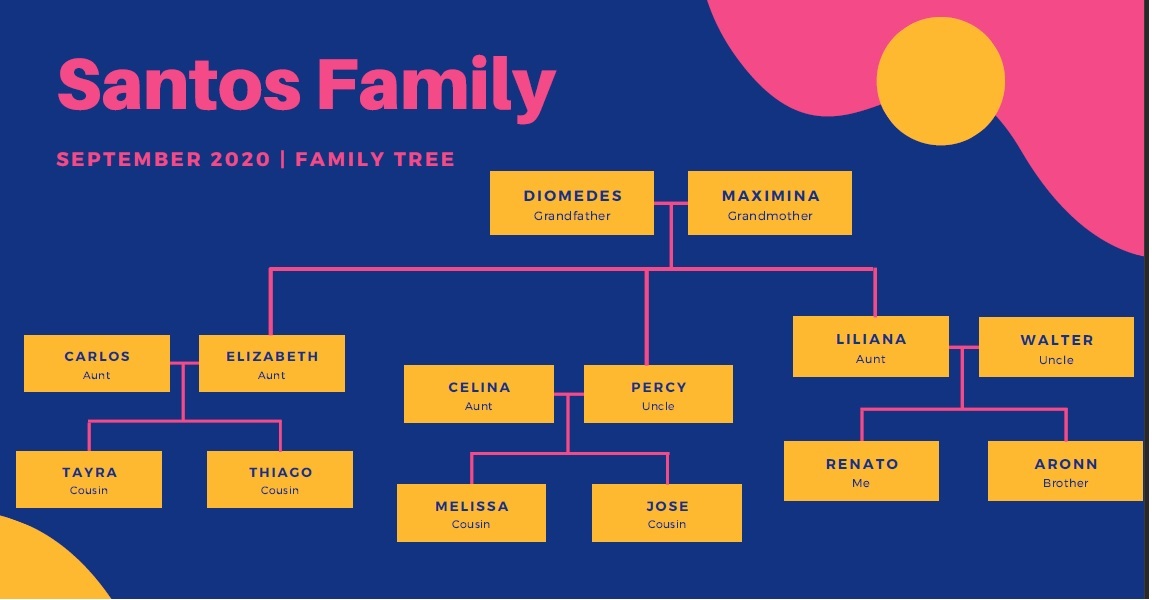 Santos Family
SEPTEMBER 2020 | FAMILY TREE
DIOMEDES
Grandfather
MAXIMINA
Grandmother
CARLOS
Aunt
ELIZABETH
Aunt
CELINA
Aunt
PERCY
Uncle
LILIANA
Aunt
WALTER
Uncle
TAYRA
Cousin
THIAGO
Cousin
MELISSA
Cousin
JOSE
Cousin
RENATO
Me
ARONN
Brother